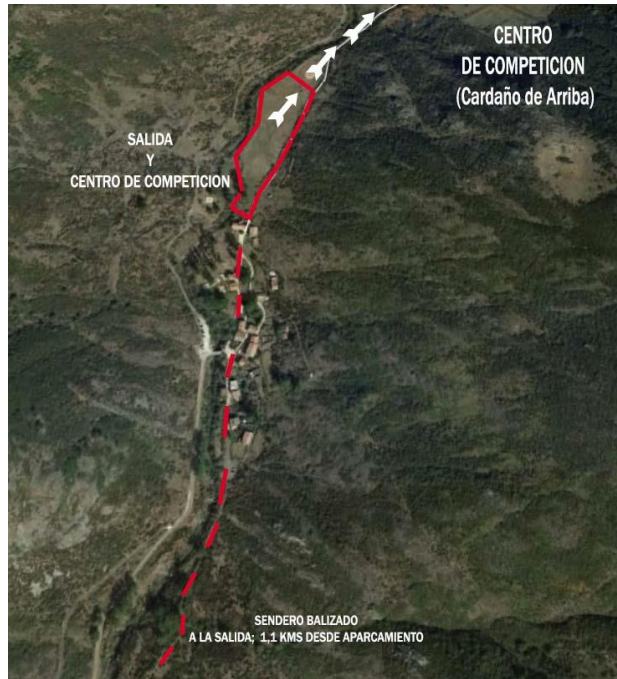 CENTRO
DE COMPETICION
(Cardaño de Arriba)
SALIDA
Y
CENTRO DE COMPETICION
SENDERO BALIZADO
A LA SALIDA; 1,1 KMS DESDE APARCAMIENTO